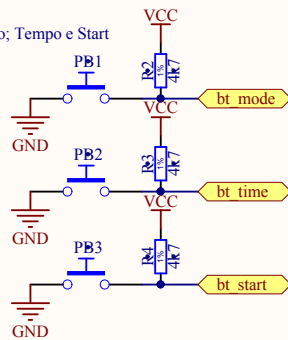 VCC
o; Tempo e Start
PB1
R2
1%
4k7
bt_mode
GND
VCC
PB2
R3
1%
4k7
bt_time
GND
VCC
PB3
R4
1%
4k7
bt_start
GND